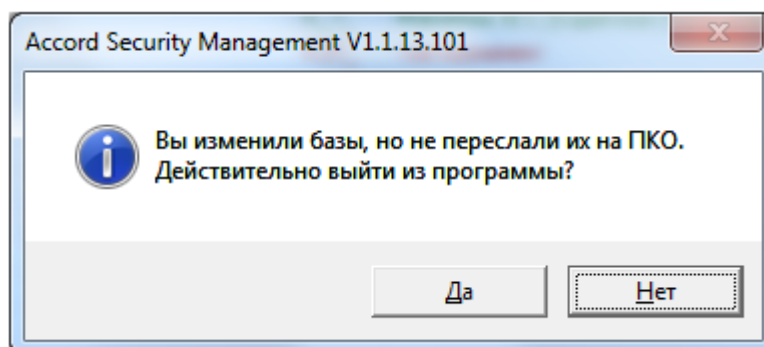 Accord Security Management V1.1.13.101
Вы изменили базы, но не переслали их на ПКО.
Действительно выйти из программы?
Да
Нет